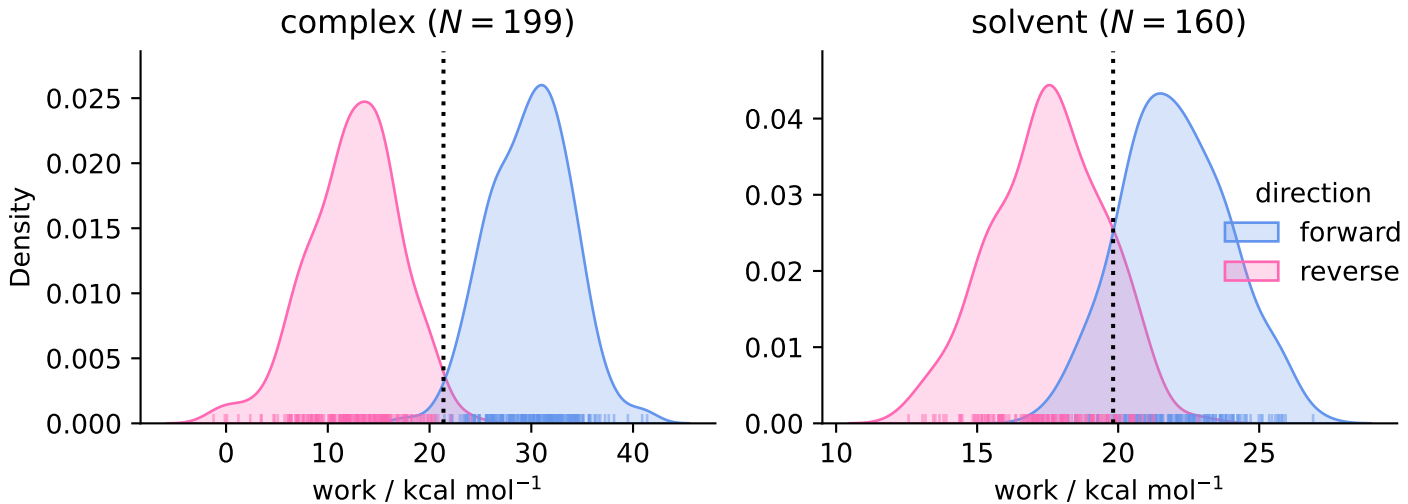 complex (N = 199)
Density
0.025
0.020
0.015
0.010
0.005
0.000
0
10
20
30
40
work / kcal mol⁻¹
solvent (N = 160)
0.04
0.03
0.02
0.01
0.00
10
15
20
25
work / kcal mol⁻¹
direction
forward
reverse